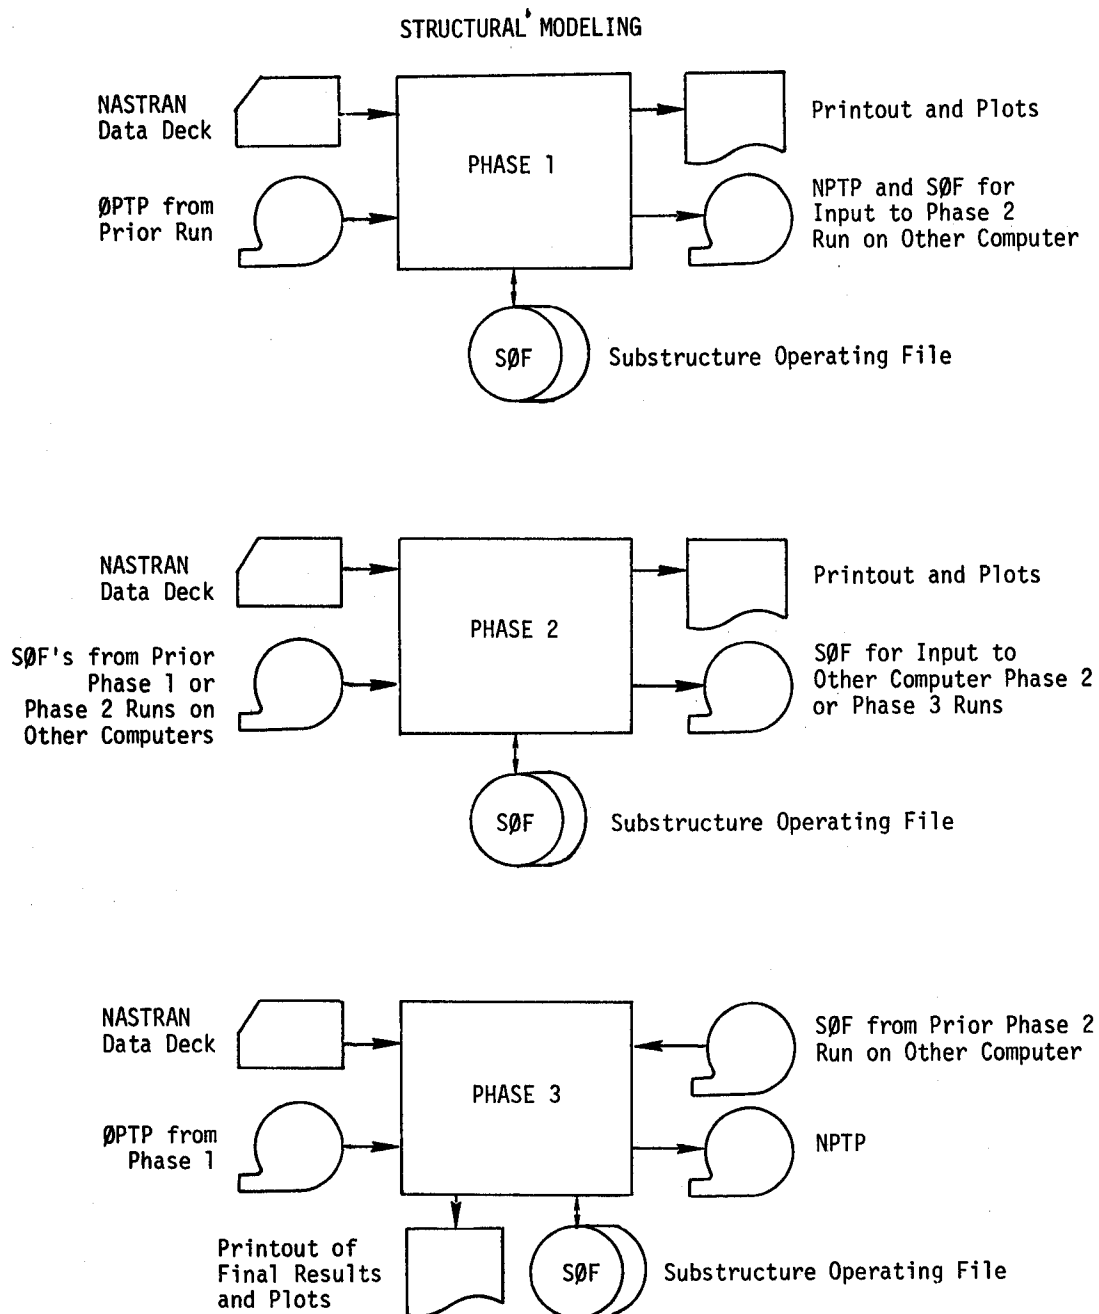 STRUCTURAL MODELING
NASTRAN
Data Deck
PHASE 1
Printout and Plots
ØPTP from
Prior Run
NPTP and SØF for
Input to Phase 2
Run on Other Computer
SØF
Substructure Operating File
NASTRAN
Data Deck
PHASE 2
Printout and Plots
SØF's from Prior
Phase 1 or
Phase 2 Runs on
Other Computers
SØF for Input to
Other Computer Phase 2
or Phase 3 Runs
SØF
Substructure Operating File
NASTRAN
Data Deck
PHASE 3
SØF from Prior Phase 2
Run on Other Computer
ØPTP from
Phase 1
NPTP
Printout of
Final Results
and Plots
SØF
Substructure Operating File